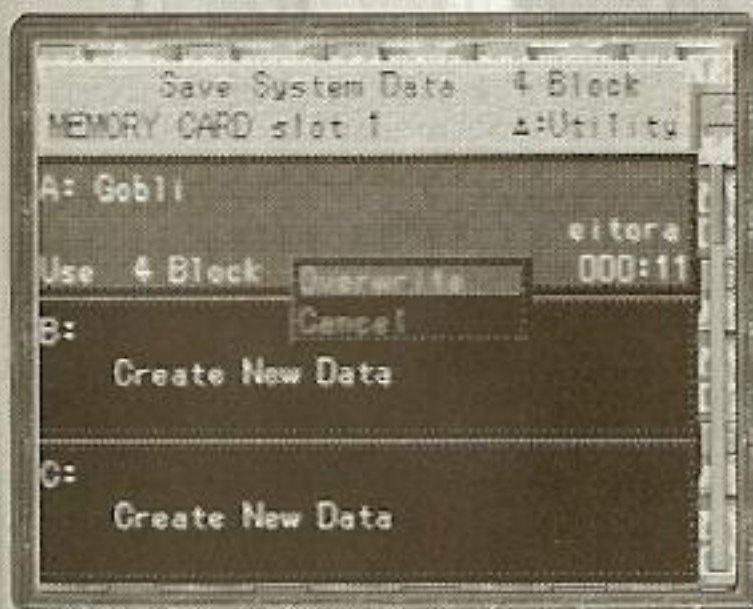 Save System Data 4 Block
MEMORY CARD slot 1 ▲:Utility
A: Gobli
eitora
Use 4 Block 000:11
Overwrite
Cancel
B:
Create New Data
C:
Create New Data